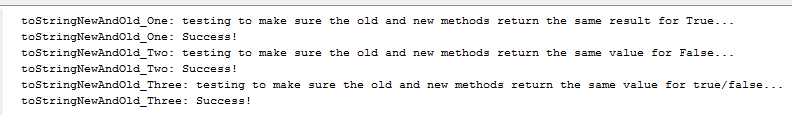 toStringNewAndOld_One: testing to make sure the old and new methods return the same result for True...
toStringNewAndOld_One: Success!
toStringNewAndOld_Two: testing to make sure the old and new methods return the same value for False...
toStringNewAndOld_Two: Success!
toStringNewAndOld_Three: testing to make sure the old and new methods return the same value for true/false...
toStringNewAndOld_Three: Success!